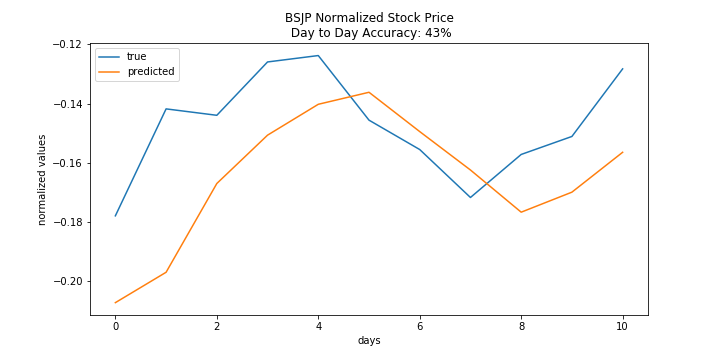 BSJP Normalized Stock Price
Day to Day Accuracy: 43%
true
predicted
normalized values
−0.12
−0.14
−0.16
−0.18
−0.20
0 2 4 6 8 10
days